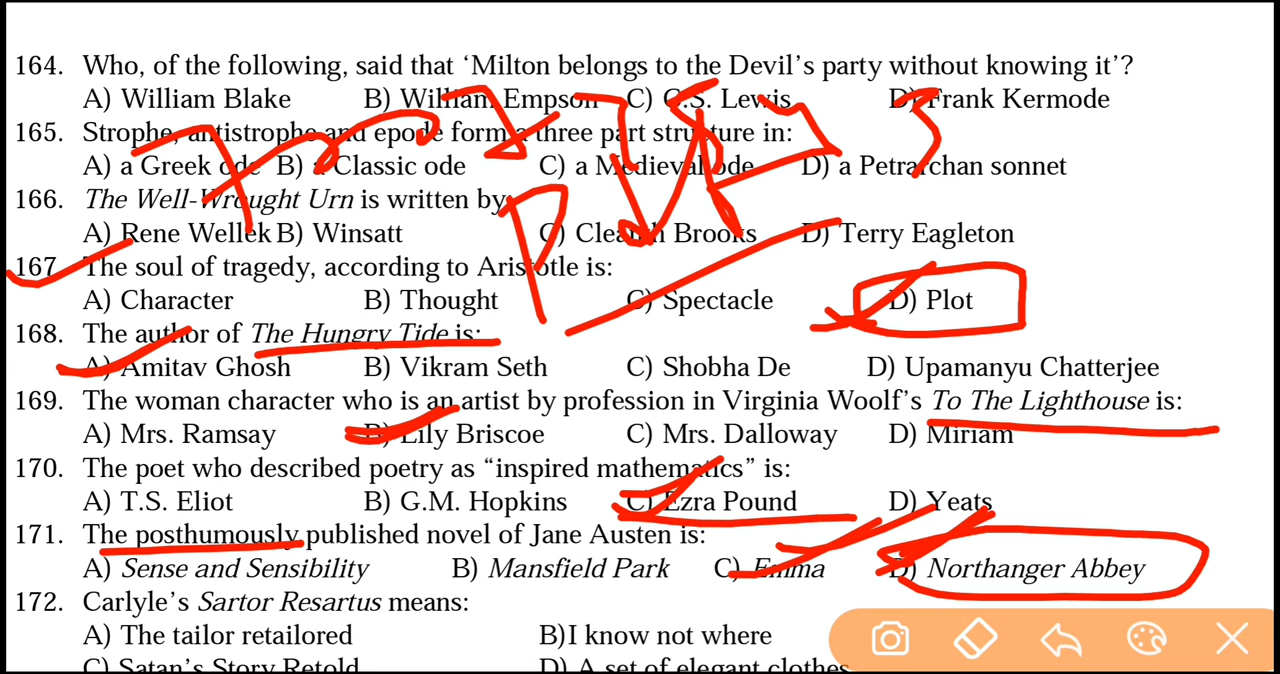 164. Who, of the following, said that ‘Milton belongs to the Devil’s party without knowing it’?
A) William Blake B) William Empson C) C.S. Lewis D) Frank Kermode
165. Strophe, antistrophe and epode form a three part structure in:
A) a Greek ode B) a Classic ode C) a Medieval ode D) a Petrarchan sonnet
166. The Well-Wrought Urn is written by:
A) Rene Wellek B) Winsatt C) Cleanth Brooks D) Terry Eagleton
167. The soul of tragedy, according to Aristotle is:
A) Character B) Thought C) Spectacle D) Plot
168. The author of The Hungry Tide is:
A) Amitav Ghosh B) Vikram Seth C) Shobha De D) Upamanyu Chatterjee
169. The woman character who is an artist by profession in Virginia Woolf’s To The Lighthouse is:
A) Mrs. Ramsay B) Lily Briscoe C) Mrs. Dalloway D) Miriam
170. The poet who described poetry as “inspired mathematics” is:
A) T.S. Eliot B) G.M. Hopkins C) Ezra Pound D) Yeats
171. The posthumously published novel of Jane Austen is:
A) Sense and Sensibility B) Mansfield Park C) Emma D) Northanger Abbey
172. Carlyle’s Sartor Resartus means:
A) The tailor retailored B)I know not where
C) Satan’s Story Retold D) A set of elegant clothes